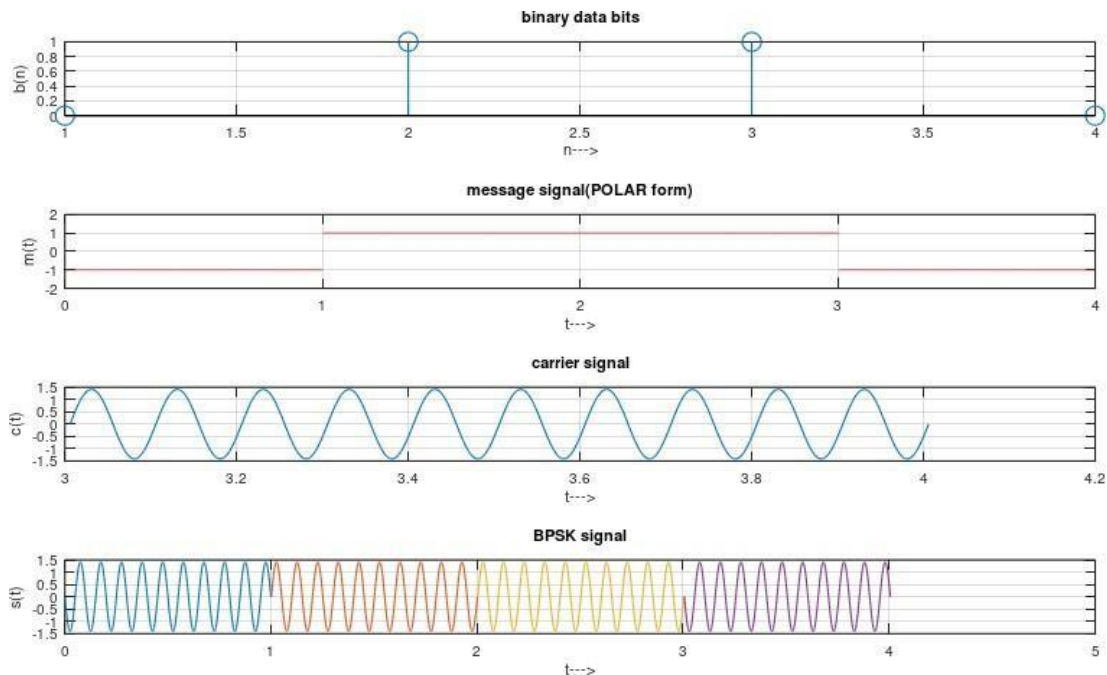 binary data bits
1
0.8
0.6
0.4
0.2
0
b(n)
1 1.5 2 2.5 3 3.5 4
n--->
message signal(POLAR form)
2
1
0
-1
-2
m(t)
0 1 2 3 4
t--->
carrier signal
1.5
1
0.5
0
-0.5
-1
-1.5
c(t)
3 3.2 3.4 3.6 3.8 4 4.2
t--->
BPSK signal
1.5
1
0.5
0
-0.5
-1
-1.5
s(t)
0 1 2 3 4 5
t--->